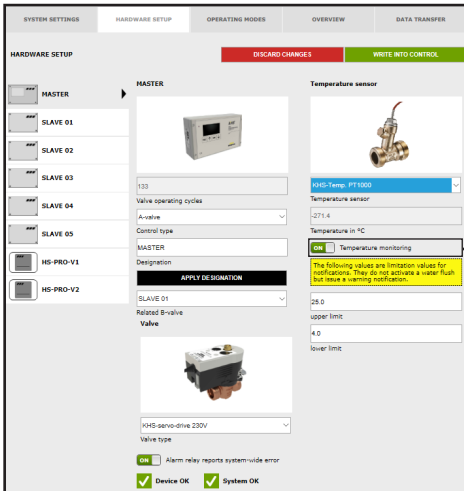 SYSTEM SETTINGS
HARDWARE SETUP
OPERATING MODES
OVERVIEW
DATA TRANSFER
HARDWARE SETUP
DISCARD CHANGES
WRITE INTO CONTROL
MASTER
SLAVE 01
SLAVE 02
SLAVE 03
SLAVE 04
SLAVE 05
HS-PRO-V1
HS-PRO-V2
MASTER
133
Valve operating cycles
A-valve
Control type
MASTER
Designation
APPLY DESIGNATION
SLAVE 01
Related B-valve
Valve
KHS-servo-drive 230V
Valve type
ON Alarm relay reports system-wide error
Device OK System OK
Temperature sensor
KHS-Temp. PT1000
Temperature sensor
-271.4
Temperature in °C
ON Temperature monitoring
The following values are limitation values for
notifications. They do not activate a water flush
but issue a warning notification.
25.0
upper limit
4.0
lower limit